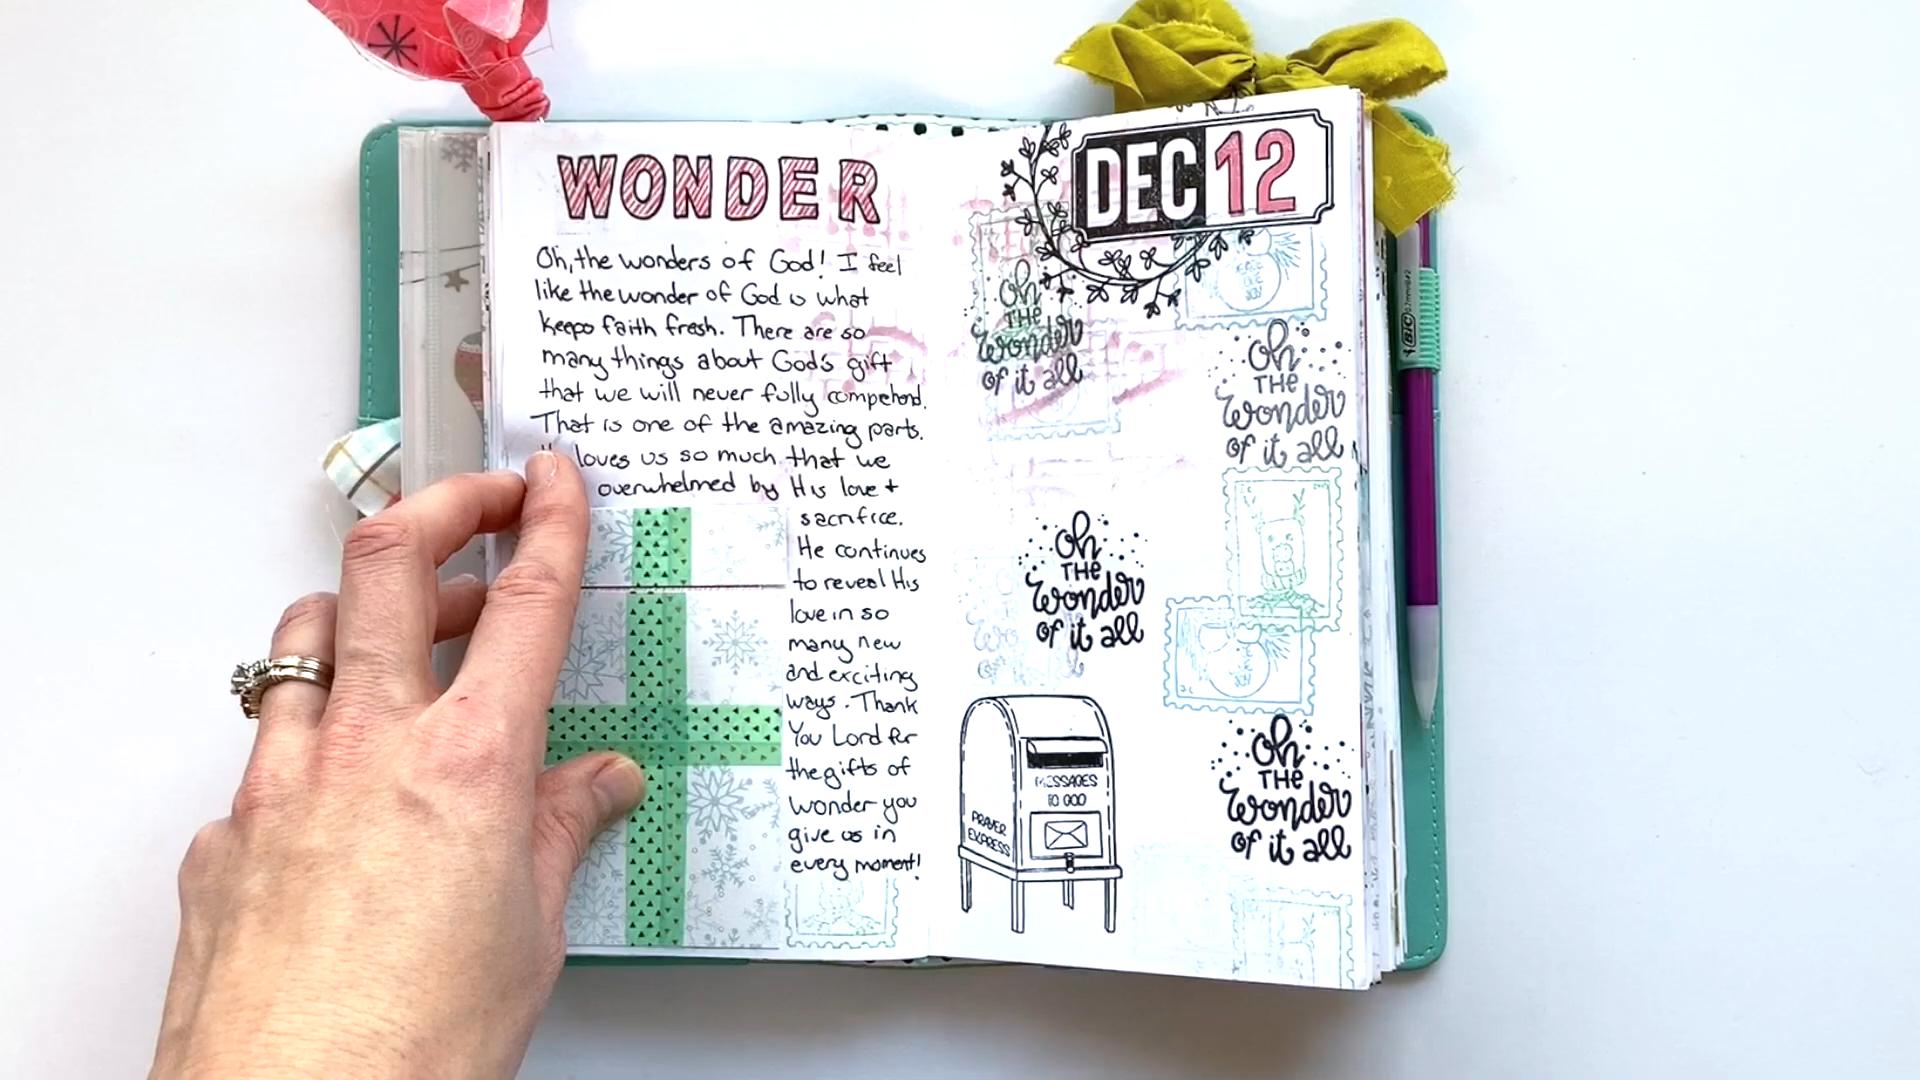 WONDER
Oh, the wonders of God! I feel
like the wonder of God is what
keeps faith fresh. There are so
many things about God's gift
that we will never fully compehend.
That is one of the amazing parts.
loves us so much that we
overwhelmed by His love +
sacrifice.
He continues
to reveal His
love in so
many new
and exciting
ways. Thank
You Lord for
the gifts of
wonder you
give us in
every moment!
DEC 12
oh
THE
wonder
of it all
oh
THE
wonder
of it all
oh
THE
wonder
of it all
MESSAGES
TO GOD
PRAYER
EXPRESS
oh
THE
wonder
of it all
BIC